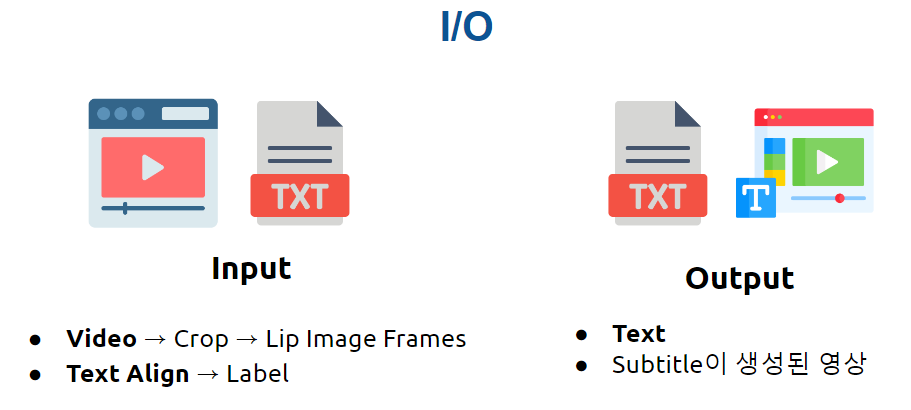 I/O
TXT
Input
● Video → Crop → Lip Image Frames
● Text Align → Label
TXT
T
Output
● Text
● Subtitle이 생성된 영상